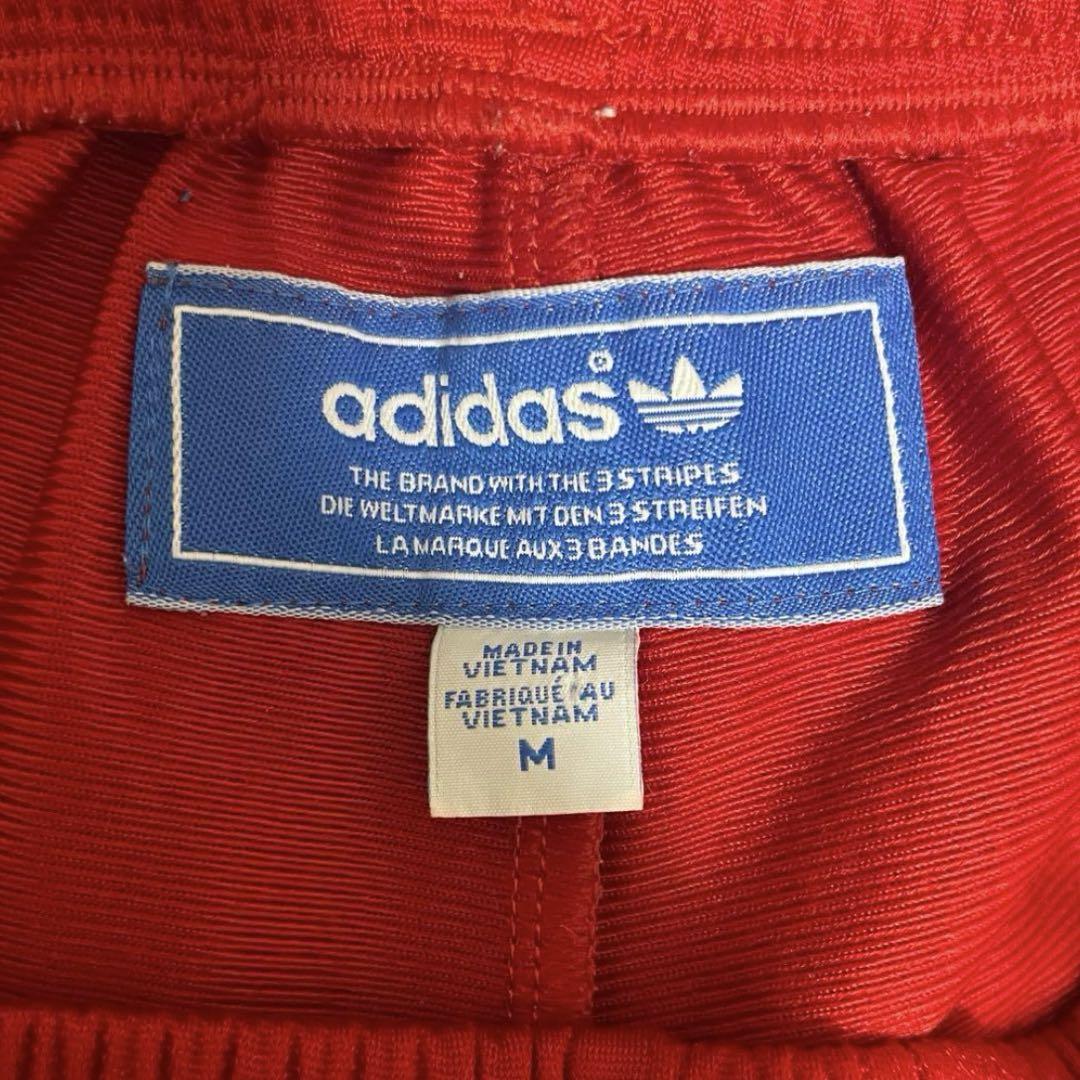 adidas®
THE BRAND WITH THE 3 STRIPES
DIE WELTMARKE MIT DEN 3 STREIFEN
LA MARQUE AUX 3 BANDES
MADE IN
VIETNAM
FABRIQUÉ AU
VIETNAM
M